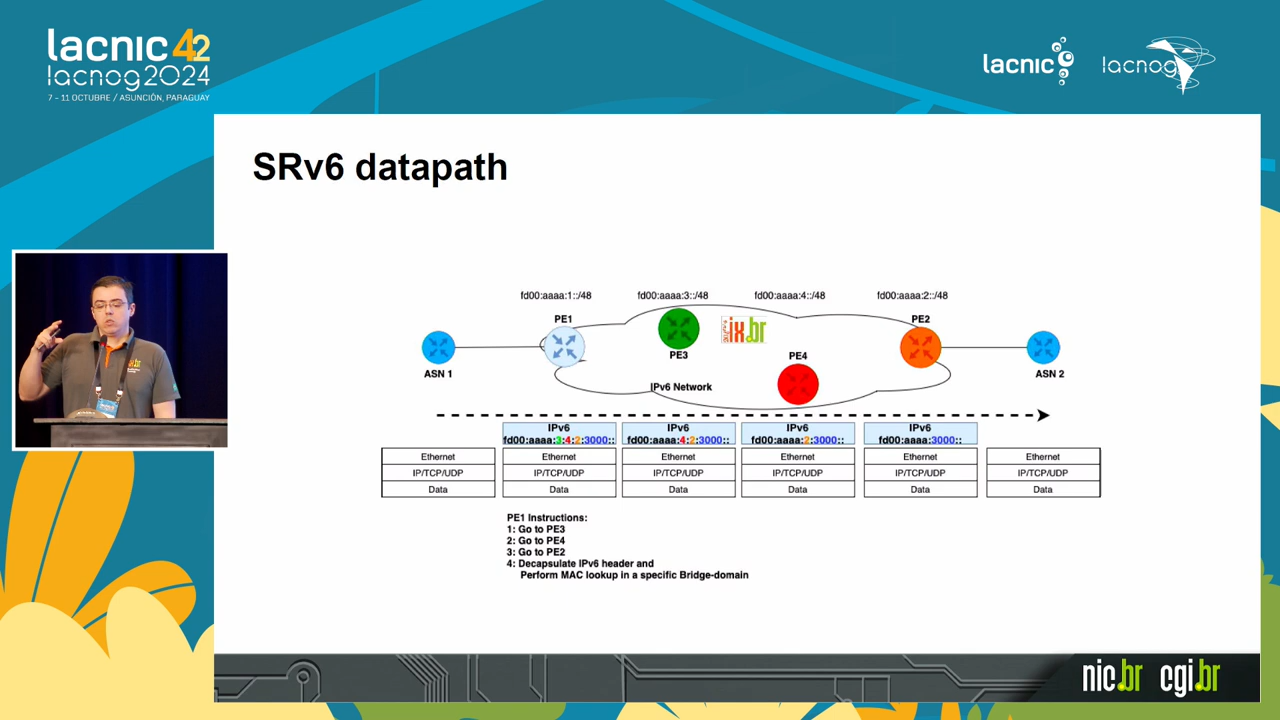 lacnic 42
lacnog 2024
7 - 11 OCTUBRE / ASUNCIÓN, PARAGUAY
lacnic
lacnog
SRv6 datapath
fd00:aaaa:1::/48
fd00:aaaa:3::/48
fd00:aaaa:4::/48
fd00:aaaa:2::/48
PE1
PE2
ix.br
PE3
PE4
ASN 1
ASN 2
IPv6 Network
IPv6
fd00:aaaa:3:4:2:3000::
IPv6
fd00:aaaa:4:2:3000::
IPv6
fd00:aaaa:2:3000::
IPv6
fd00:aaaa:3000::
Ethernet
Ethernet
Ethernet
Ethernet
Ethernet
Ethernet
IP/TCP/UDP
IP/TCP/UDP
IP/TCP/UDP
IP/TCP/UDP
IP/TCP/UDP
IP/TCP/UDP
Data
Data
Data
Data
Data
Data
PE1 Instructions:
1: Go to PE3
2: Go to PE4
3: Go to PE2
4: Decapsulate IPv6 header and
Perform MAC lookup in a specific Bridge-domain
nic.br cgi.br